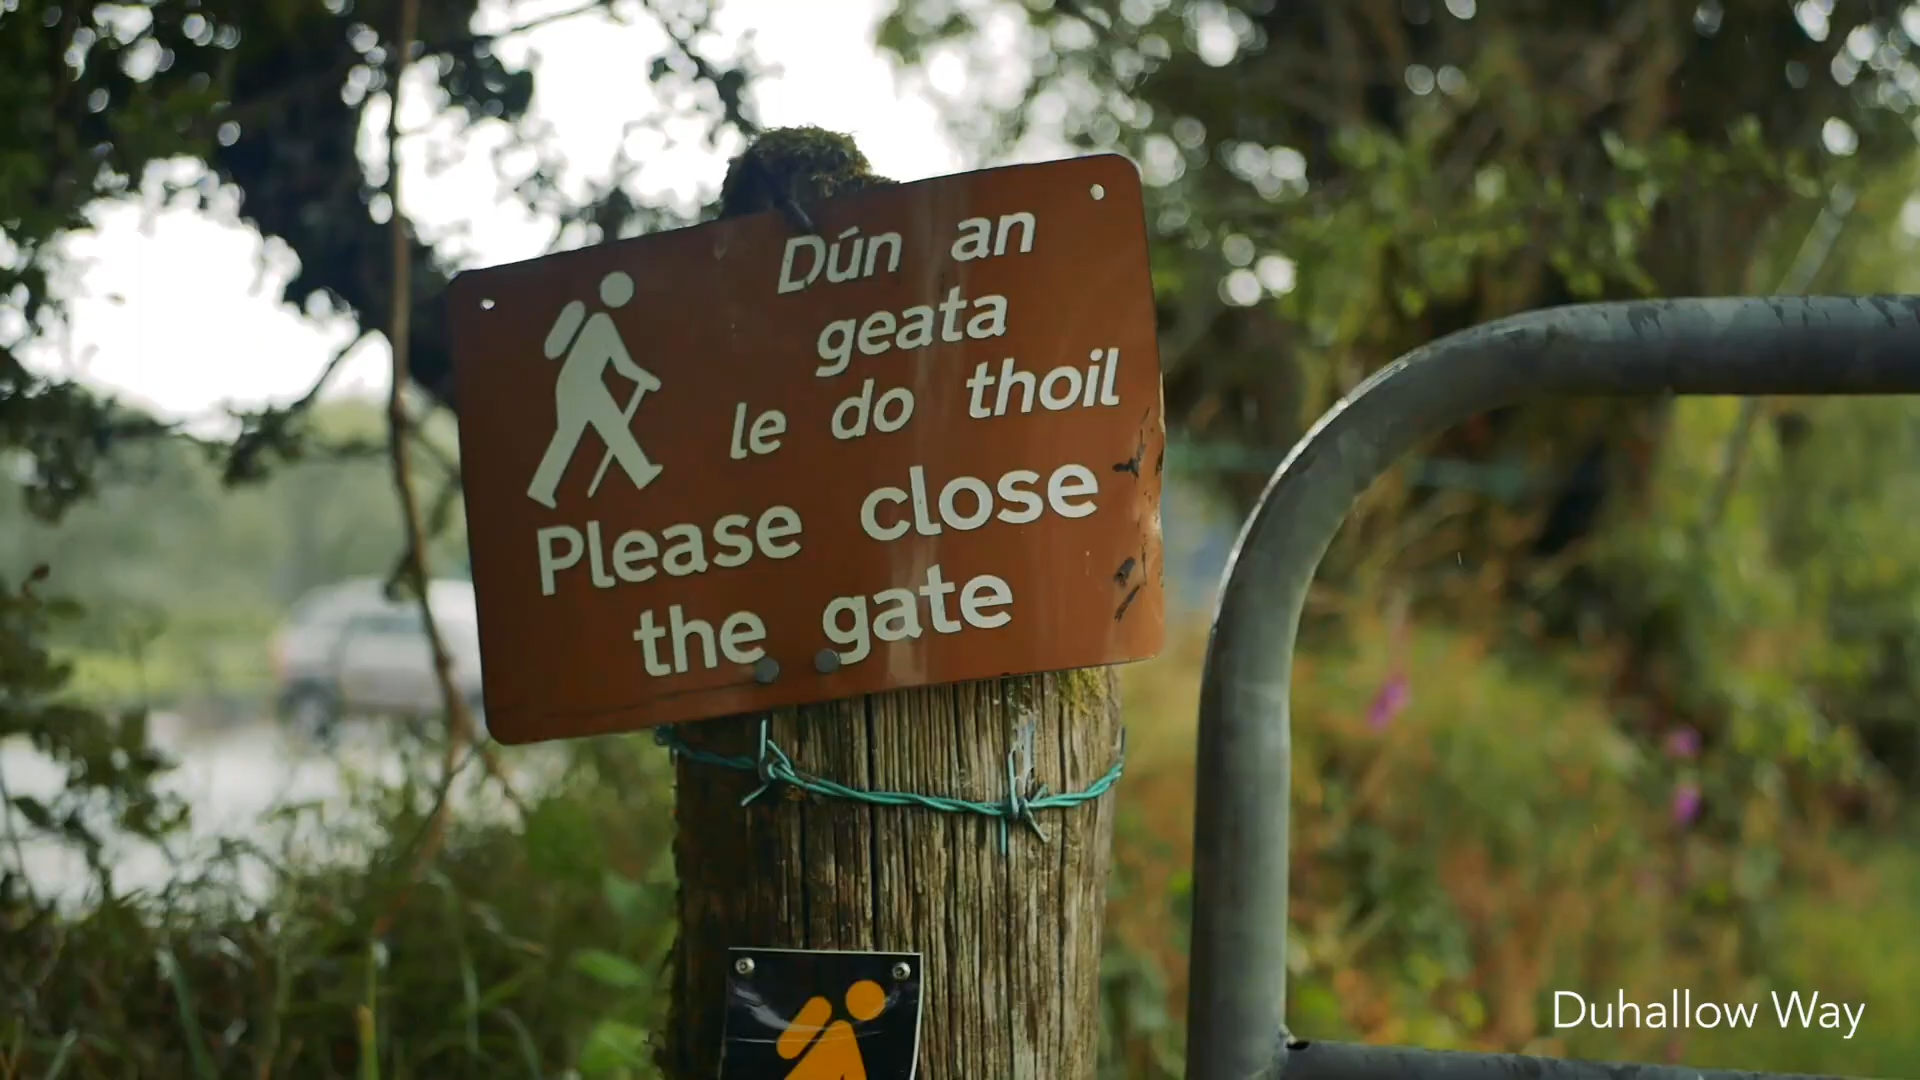 Dún an
geata
le do thoil
Please close
the gate
Duhallow Way